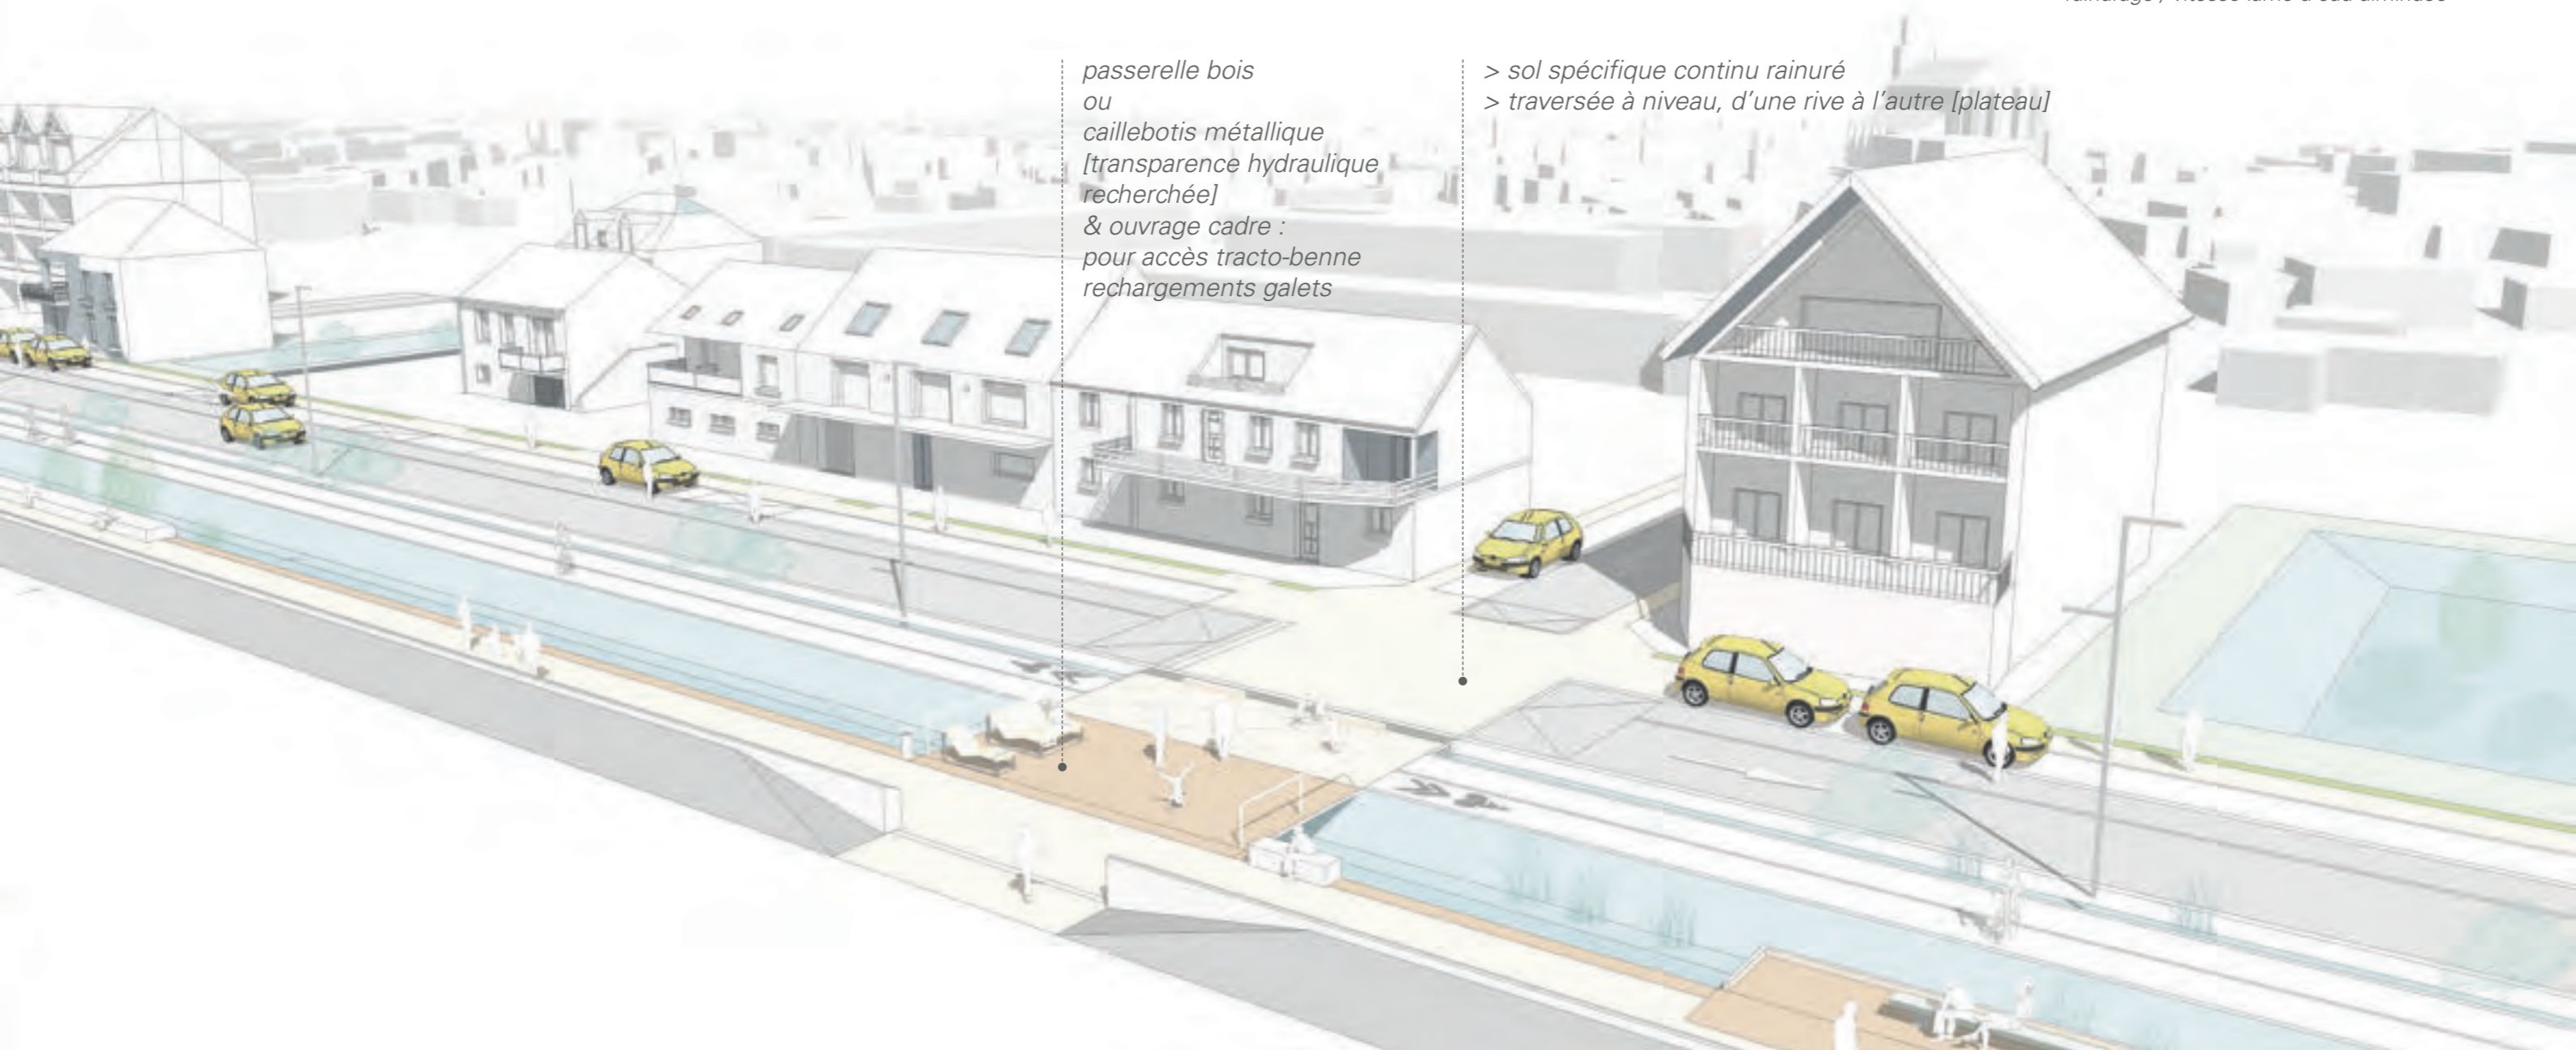 passerelle bois
ou
caillebotis métallique
[transparence hydraulique
recherchée]
& ouvrage cadre :
pour accès tracto-benne
rechargements galets
> sol spécifique continu rainuré
> traversée à niveau, d’une rive à l’autre [plateau]